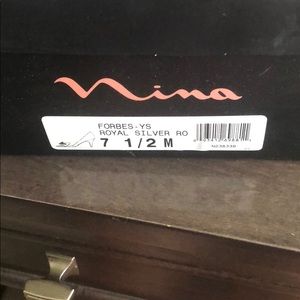 Nina
FORBES-YS
ROYAL SILVER RO
7 1/2 M